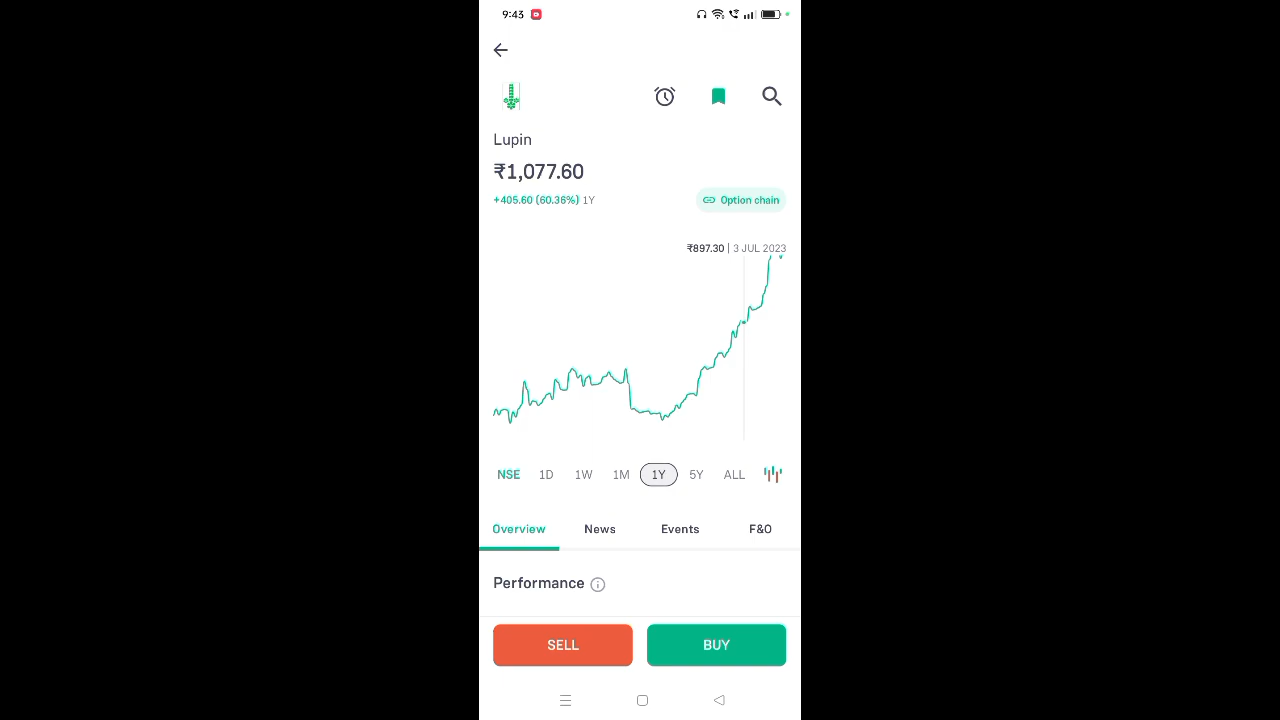 9:43
Lupin
₹1,077.60
+405.60 (60.36%) 1Y
Option chain
₹897.30 | 3 JUL 2023
NSE 1D 1W 1M 1Y 5Y ALL
Overview News Events F&O
Performance
SELL BUY